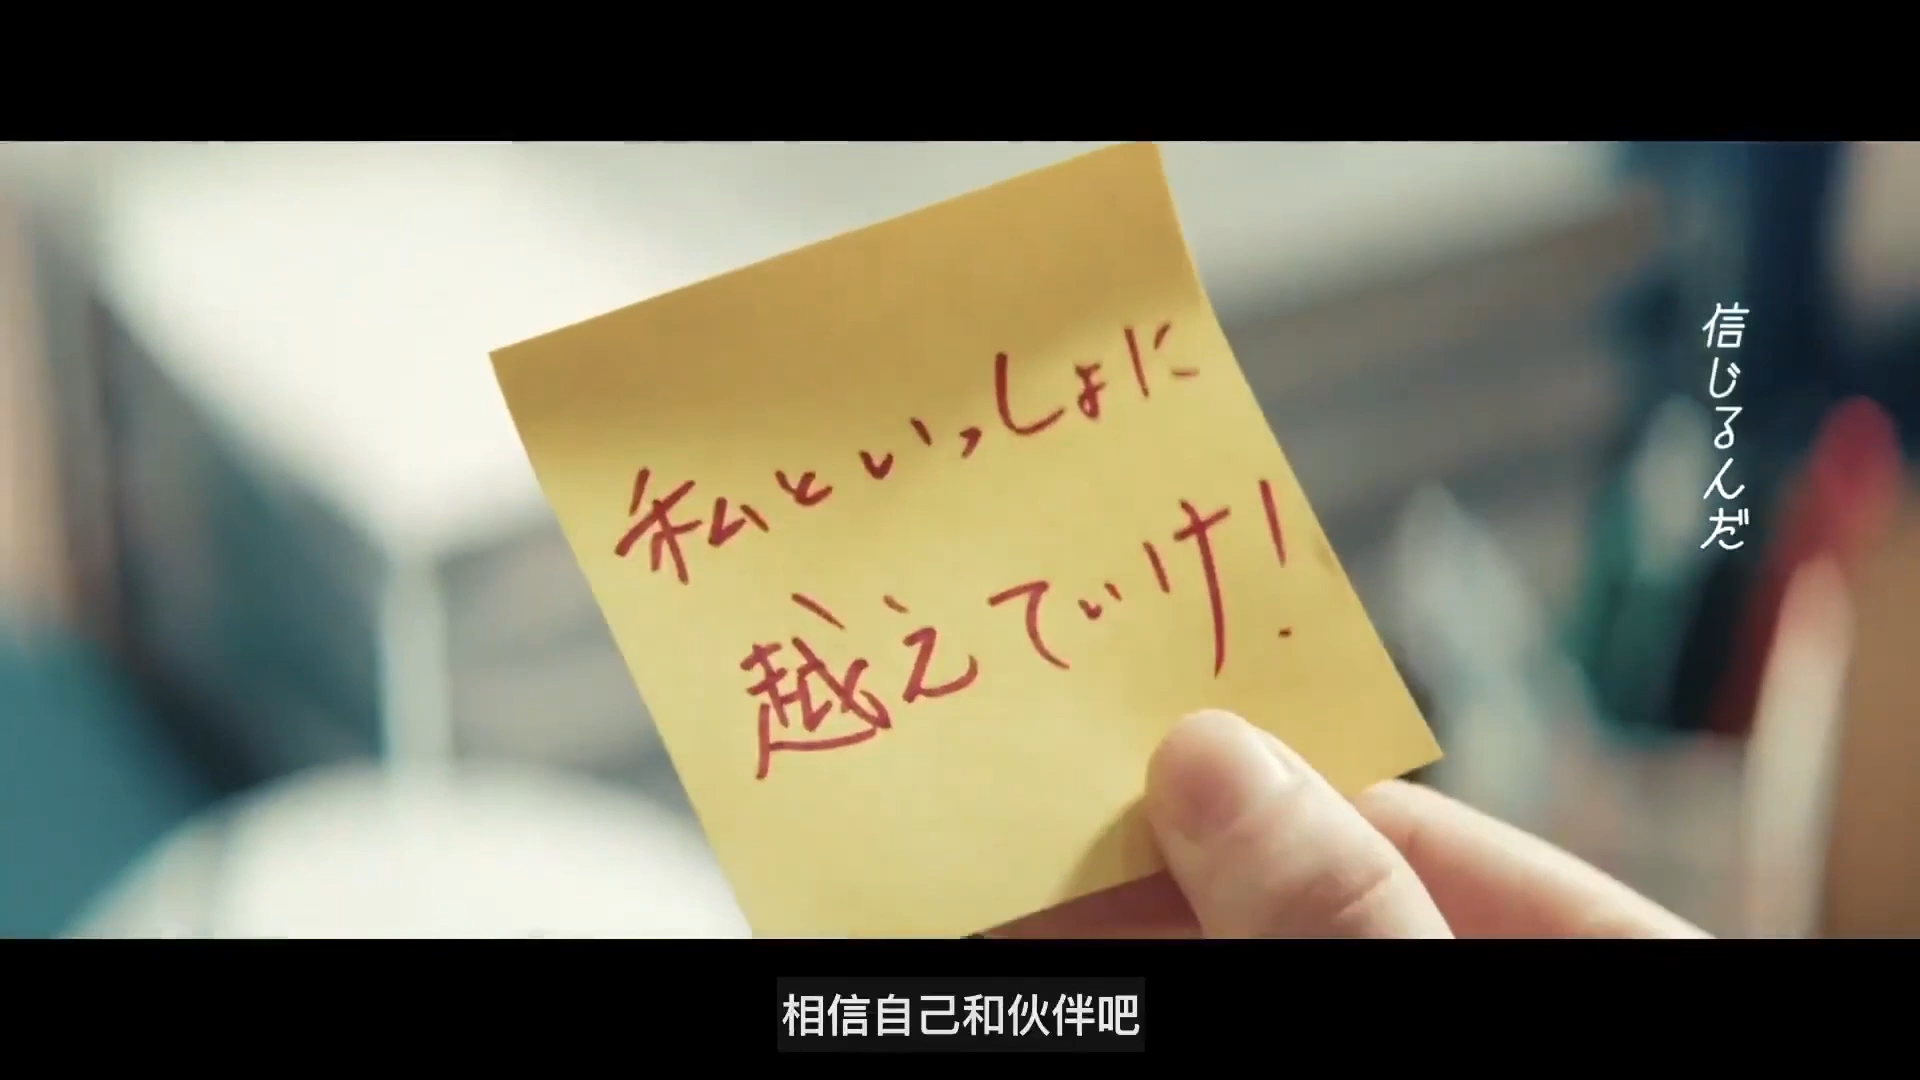 私といっしょに
越えていけ!
信じるんだ
相信自己和伙伴吧